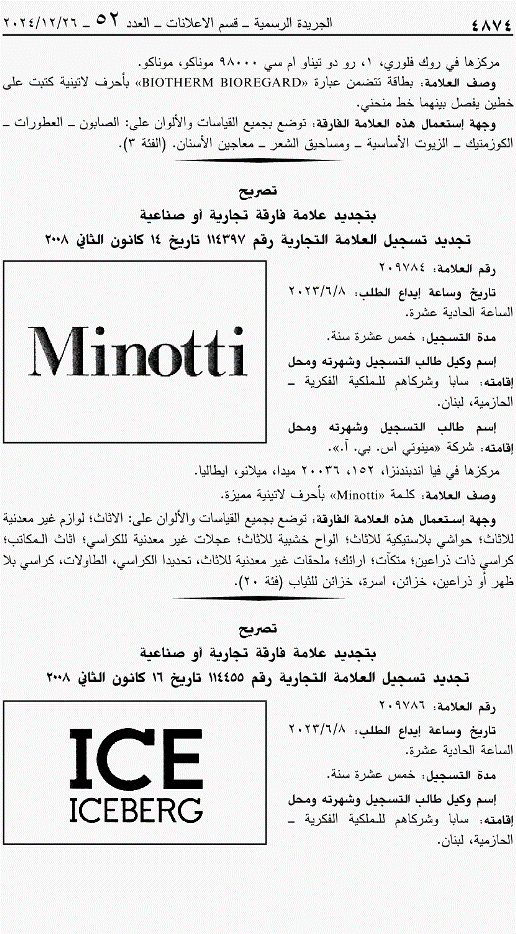 ٤٨٧٤ الجريدة الرسمية – قسم الاعلانات – العدد ٥٢ – ٢٠٢٤/١٢/٢٦
مركزها في روك فلوري، ١، رو دو تيناو ام سي ٩٨٠٠٠ موناكو، موناكو.
وصف العلامة: بطاقة تتضمن عبارة «BIOTHERM BIOREGARD» بأحرف لاتينية كتبت على
خطين يفصل بينهما خط منحني.
وجهة إستعمال هذه العلامة الفارقة: توضع بجميع القياسات والألوان على: الصابون – العطورات –
الكوزمتيك – الزيوت الأساسية – ومساحيق الشعر – معاجين الأسنان. (الفئة ٣).
تصريح
بتجديد علامة فارقة تجارية أو صناعية
تجديد تسجيل العلامة التجارية رقم ١١٤٣٩٧ تاريخ ١٤ كانون الثاني ٢٠٠٨
رقم العلامة: ٢٠٩٧٨٤
تاريخ وساعة إيداع الطلب: ٢٠٢٣/٦/٨
الساعة الحادية عشرة.
مدة التسجيل: خمس عشرة سنة.
إسم وكيل طالب التسجيل وشهرته ومحل
إقامته: سابا وشركاهم للملكية الفكرية –
الحازمية، لبنان.
إسم طالب التسجيل وشهرته ومحل
إقامته: شركة «مينوتي اس. بي. آ.».
Minotti
مركزها في فيا اندبندنزا، ١٥٢، ٢٠٠٣٦ ميدا، ميلانو، ايطاليا.
وصف العلامة: كلمة «Minotti» بأحرف لاتينية مميزة.
وجهة إستعمال هذه العلامة الفارقة: توضع بجميع القياسات والألوان على: الاثاث؛ لوازم غير معدنية
للاثاث؛ حواشي بلاستيكية للاثاث؛ الواح خشبية للاثاث؛ عجلات غير معدنية للكراسي؛ اثاث المكاتب؛
كراسي ذات ذراعين؛ متكآت؛ ارائك؛ ملحقات غير معدنية للاثاث، تحديدا الكراسي، الطاولات، كراسي بلا
ظهر أو ذراعين، خزائن، اسرة، خزائن للثياب (فئة ٢٠).
تصريح
بتجديد علامة فارقة تجارية أو صناعية
تجديد تسجيل العلامة التجارية رقم ١١٤٤٥٥ تاريخ ١٦ كانون الثاني ٢٠٠٨
رقم العلامة: ٢٠٩٧٨٦
تاريخ وساعة إيداع الطلب: ٢٠٢٣/٦/٨
الساعة الحادية عشرة.
مدة التسجيل: خمس عشرة سنة.
إسم وكيل طالب التسجيل وشهرته ومحل
إقامته: سابا وشركاهم للملكية الفكرية –
الحازمية، لبنان.
ICE
ICEBERG